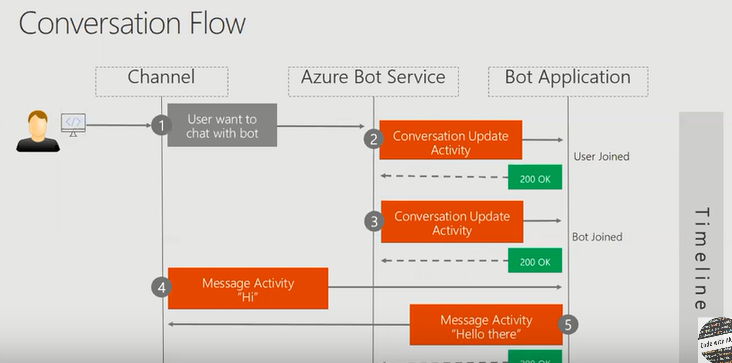 Conversation Flow
Channel
Azure Bot Service
Bot Application
1
User want to
chat with bot
2
Conversation Update
Activity
User Joined
200 OK
3
Conversation Update
Activity
Bot Joined
200 OK
4
Message Activity
"Hi"
Message Activity
"Hello there"
5
200 OK
Timeline